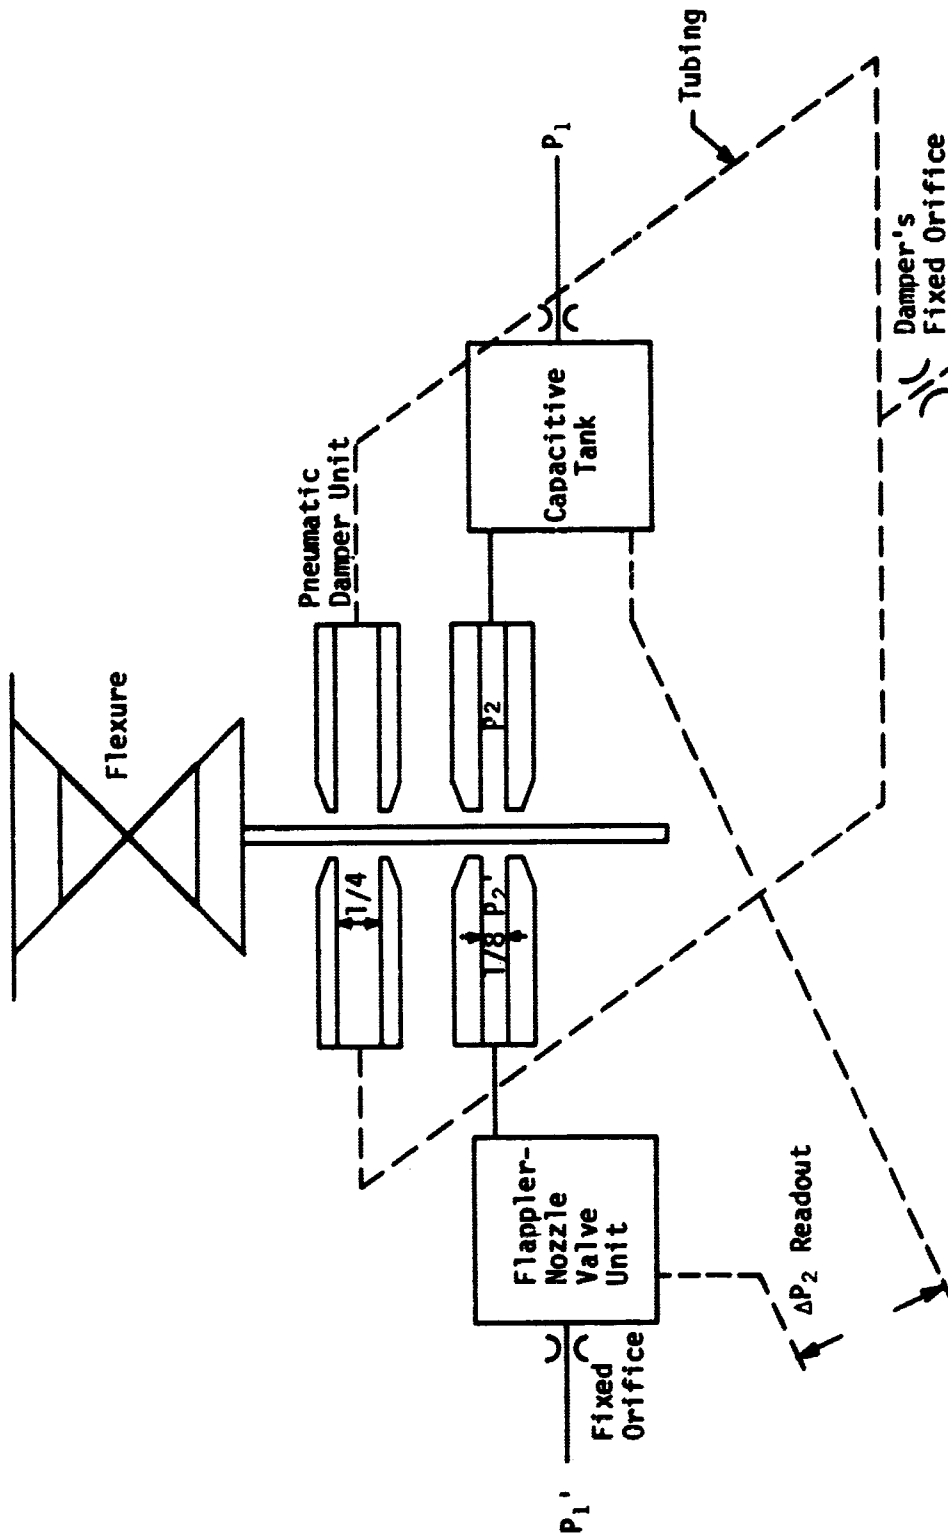 Flexure
Pneumatic
Damper Unit
1/4
1/8 P₂'
P2
P₁
Tubing
Capacitive
Tank
Flappler-
Nozzle
Valve
Unit
Fixed
Orifice
P₁'
ΔP₂ Readout
Damper's
Fixed Orifice